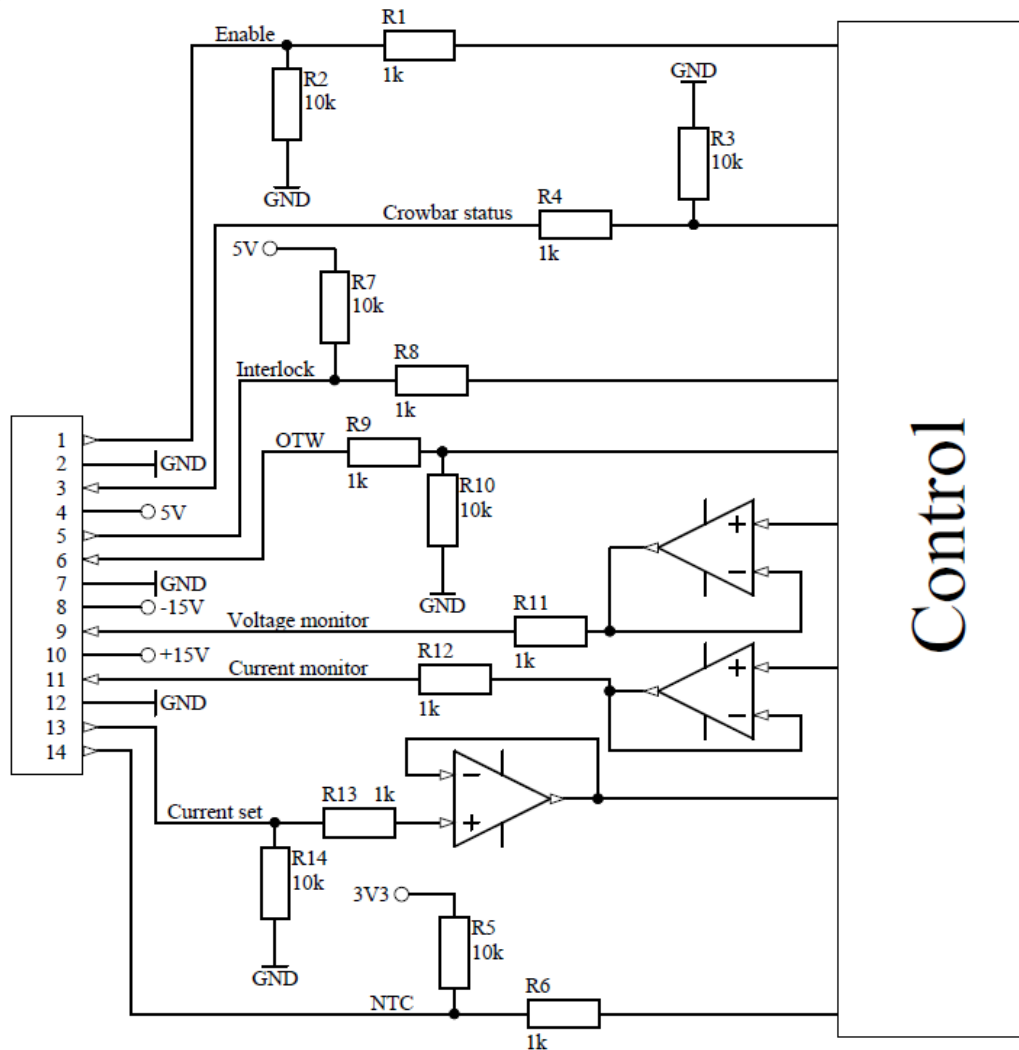 Enable
R1
1k
R2
10k
GND
GND
R3
10k
Crowbar status
R4
1k
5V
R7
10k
Interlock
R8
1k
OTW
R9
1k
R10
10k
GND
1
2
GND
3
4
5V
5
6
7
GND
8
-15V
9
Voltage monitor
R11
1k
+
−
10
+15V
11
Current monitor
R12
1k
+
−
12
GND
13
14
Current set
R13 1k
−
+
R14
10k
GND
3V3
R5
10k
NTC
R6
1k
Control